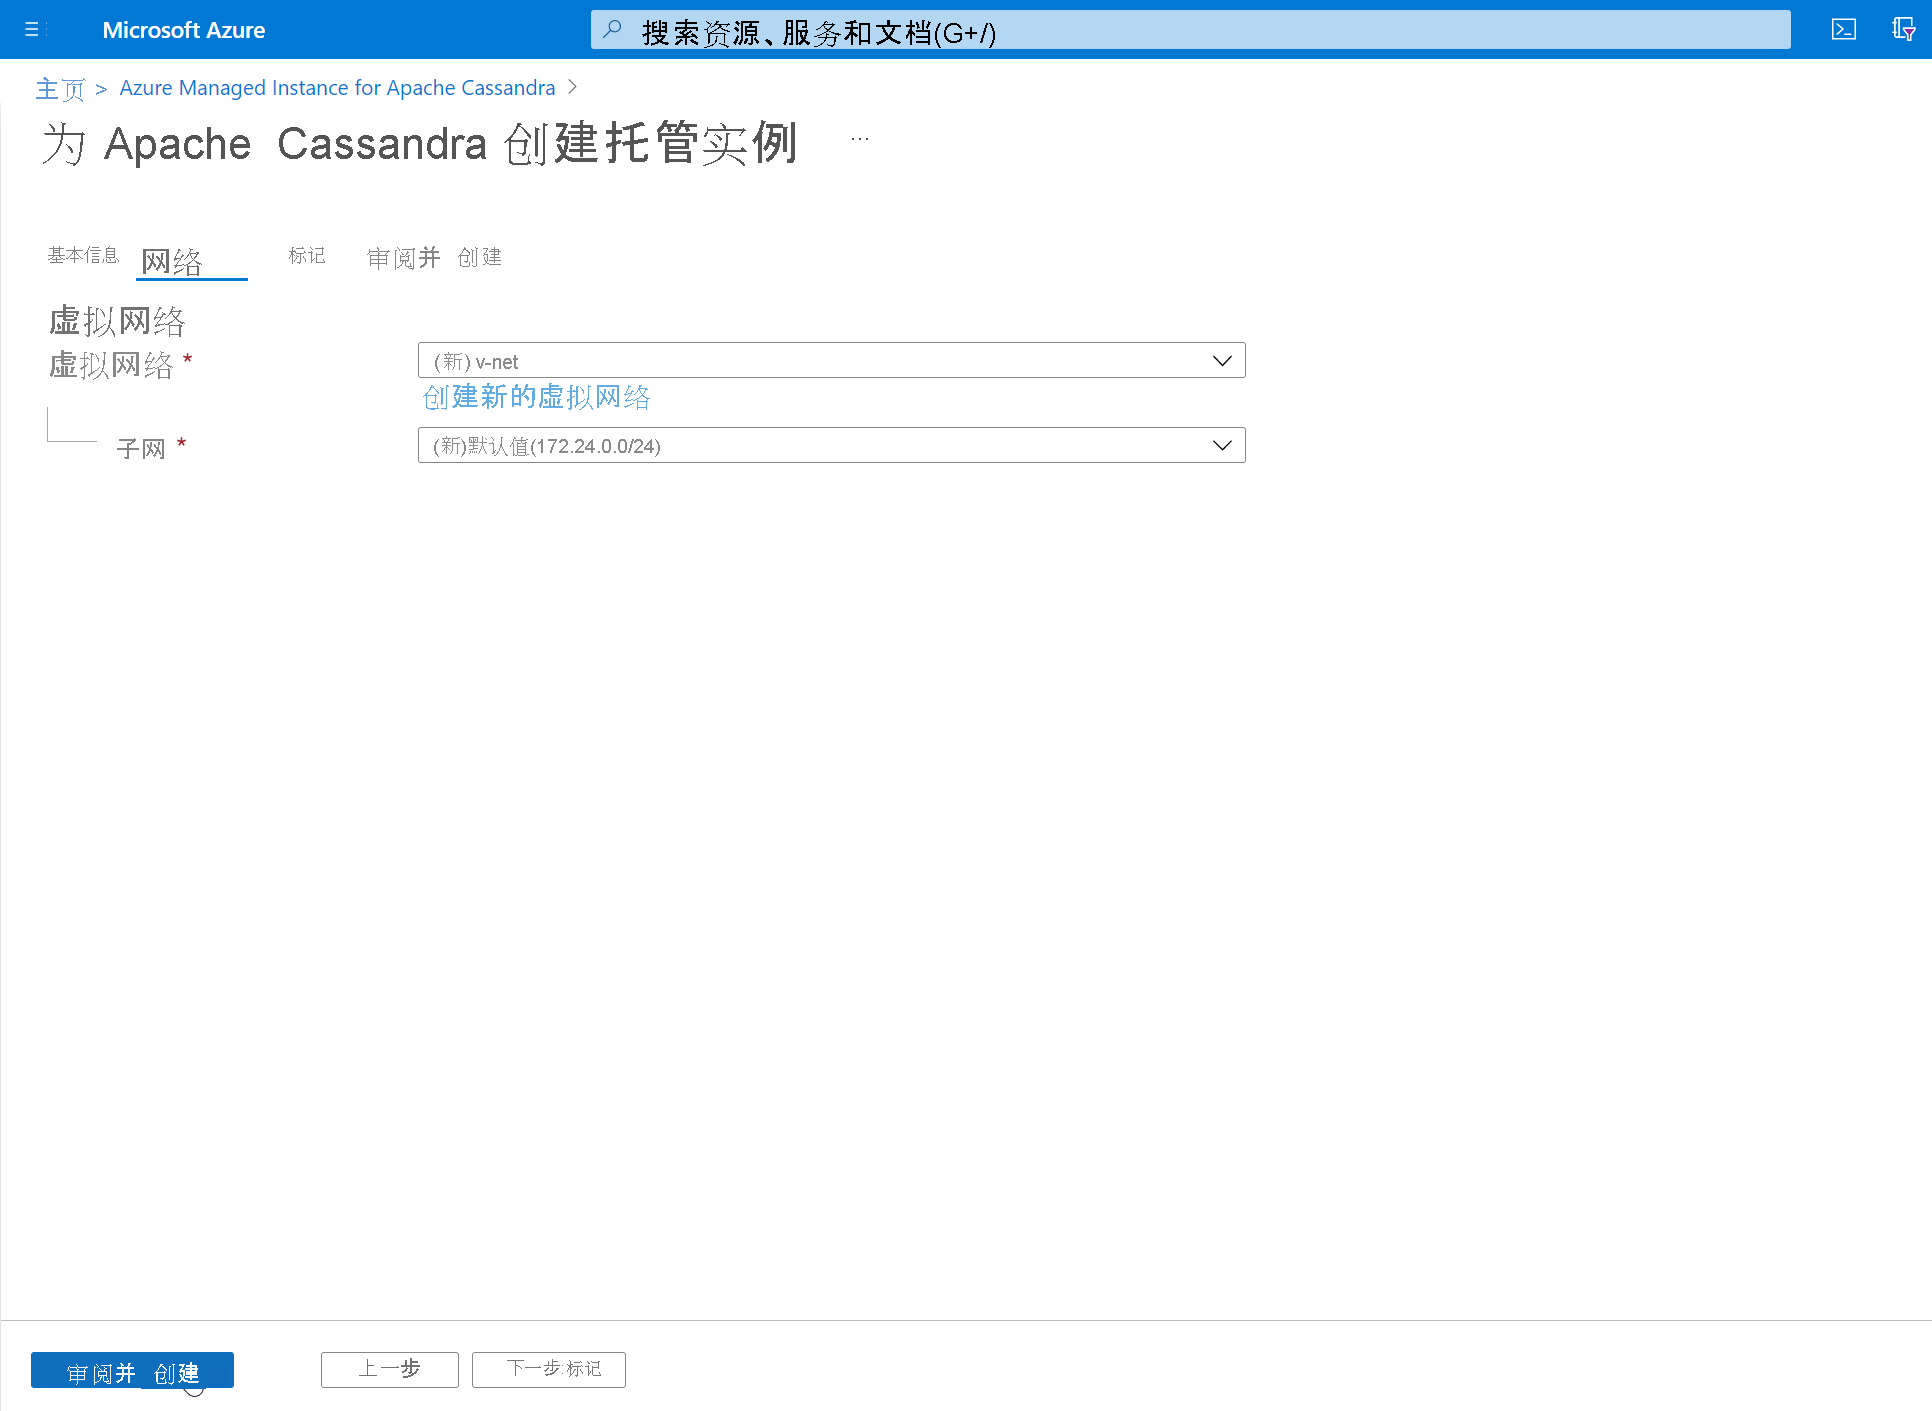 Microsoft Azure
搜索资源、服务和文档(G+/)
主页 > Azure Managed Instance for Apache Cassandra >
为 Apache Cassandra 创建托管实例 ...
基本信息 网络 标记 审阅并 创建
虚拟网络
虚拟网络 * (新) v-net
创建新的虚拟网络
子网 * (新)默认值(172.24.0.0/24)
审阅并 创建 上一步 下一步:标记